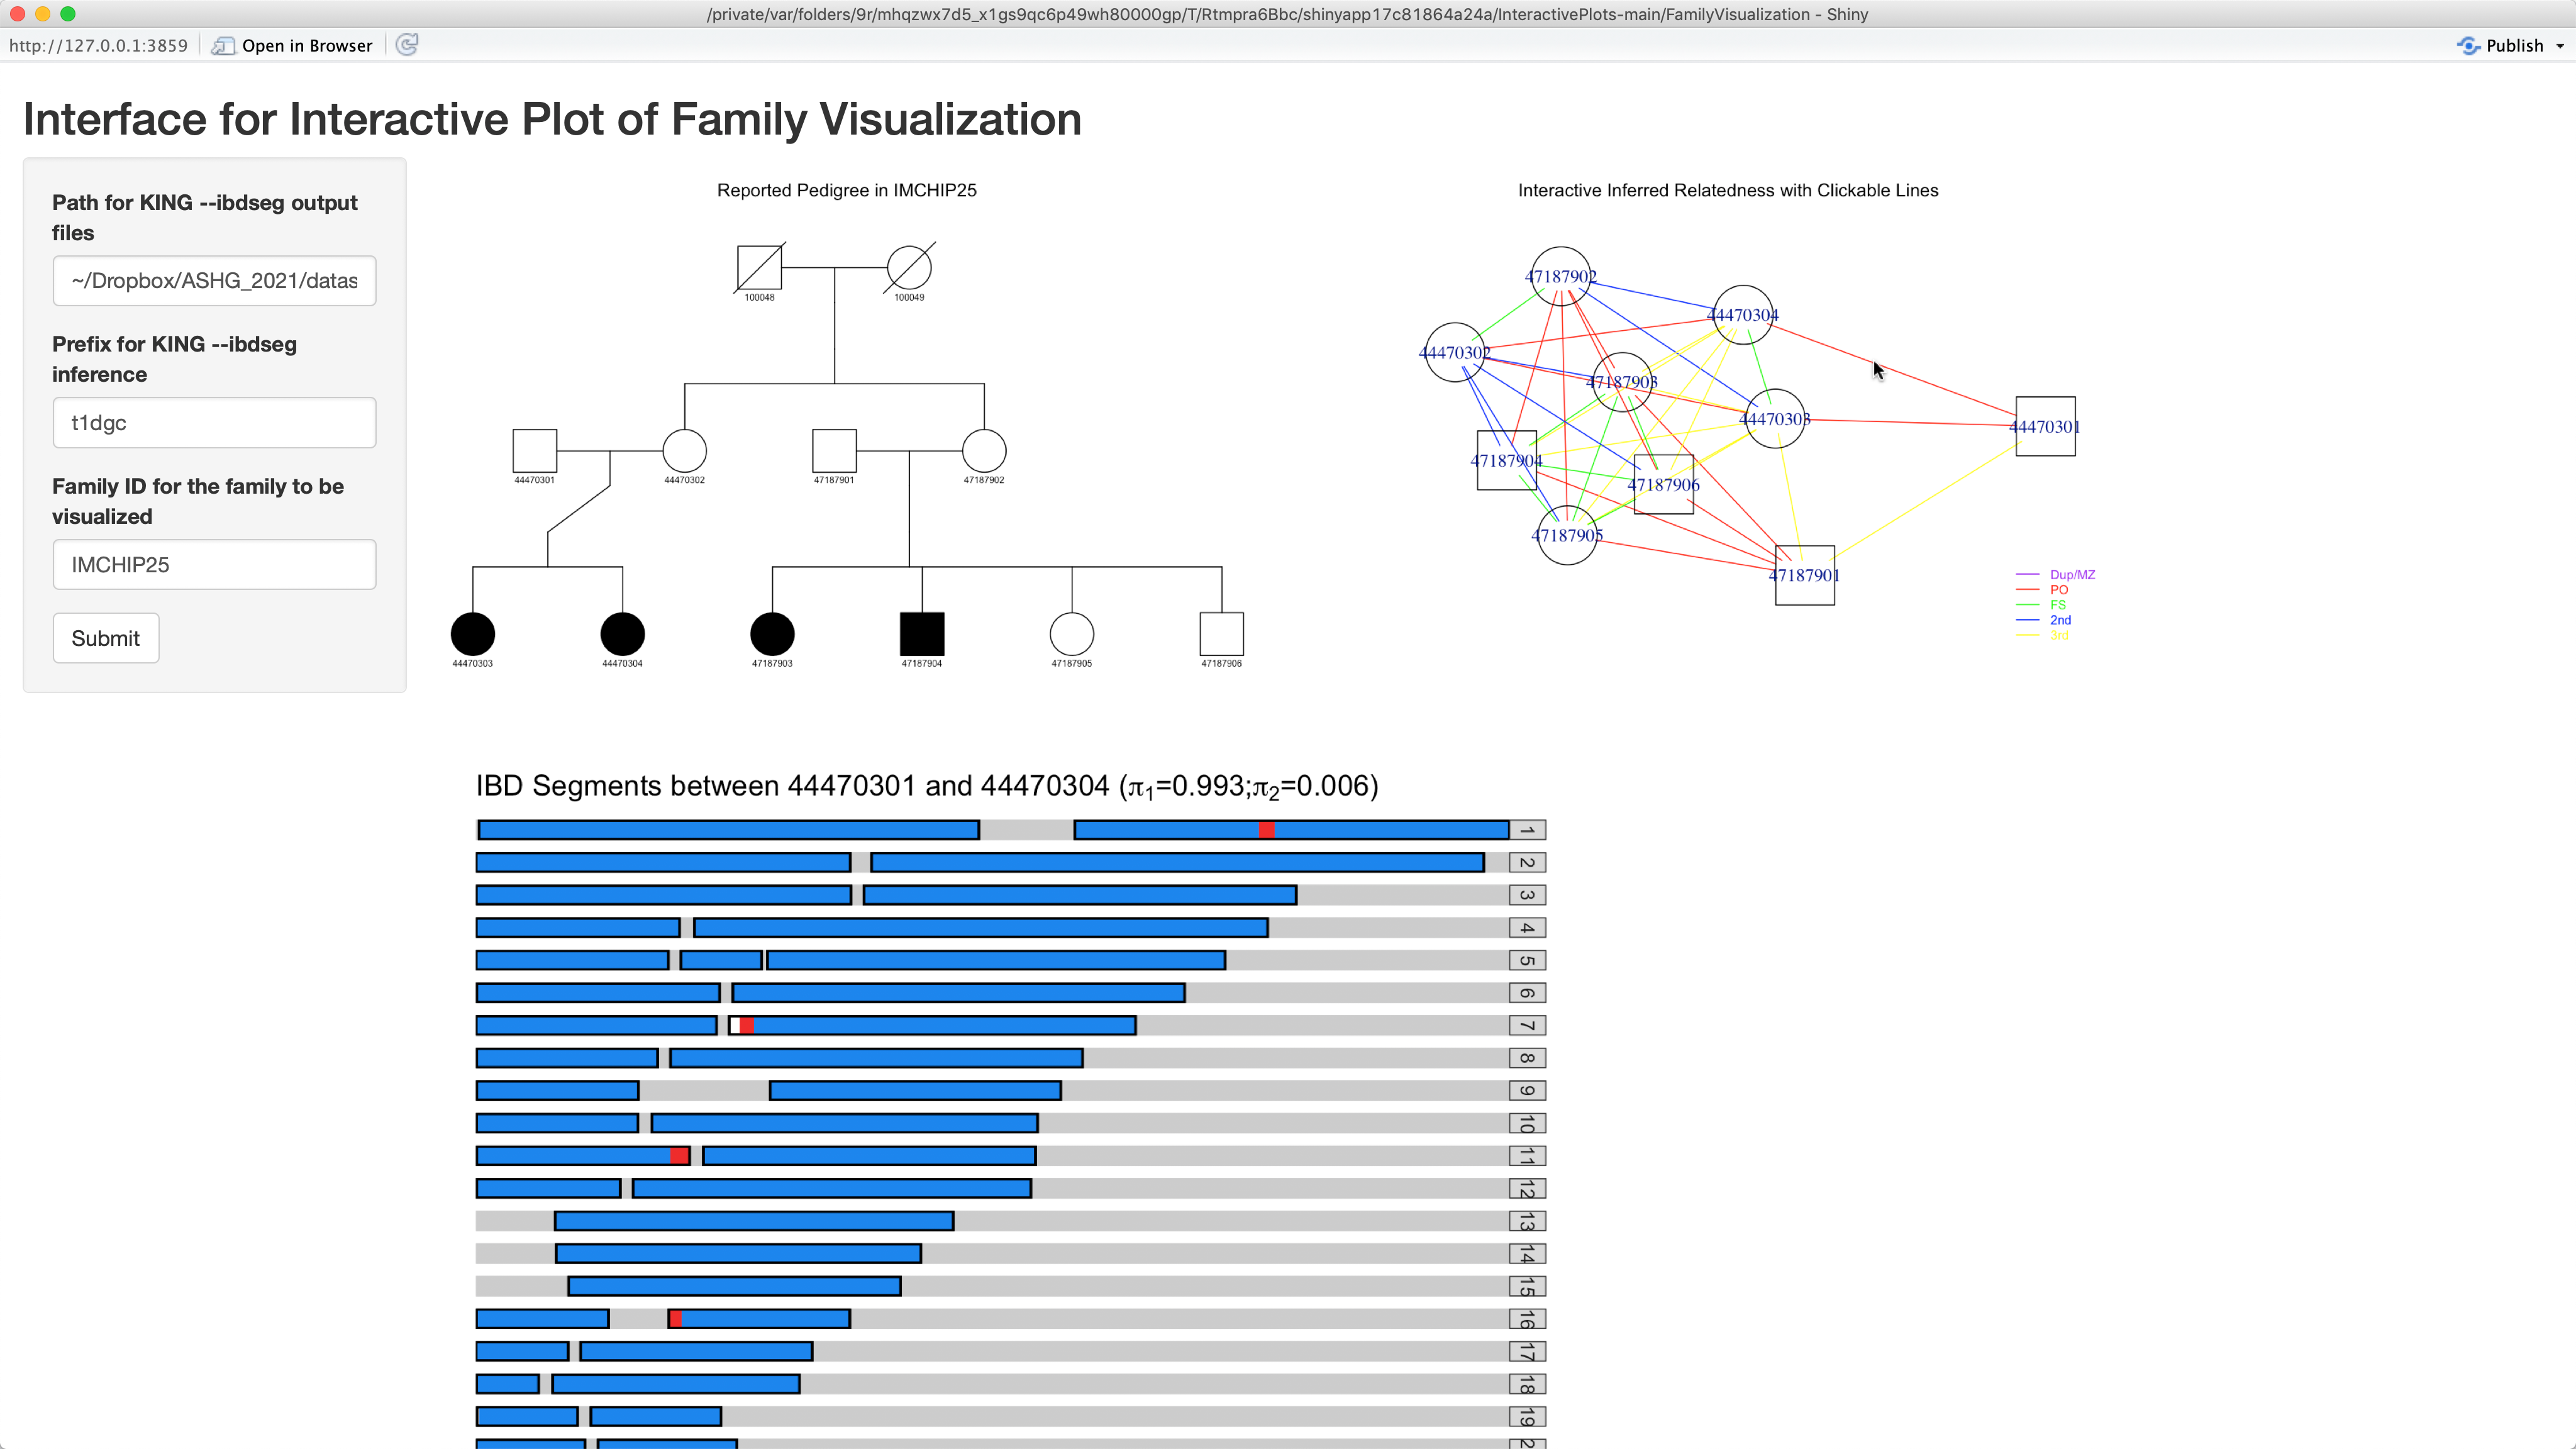 /private/var/folders/9r/mhqzwx7d5_x1gs9qc6p49wh80000gp/T/Rtmpra6Bbc/shinyapp17c81864a24a/InteractivePlots-main/FamilyVisualization - Shiny
http://127.0.0.1:3859
Open in Browser
Publish
Interface for Interactive Plot of Family Visualization
Path for KING --ibdseg output
files
~/Dropbox/ASHG_2021/datas
Prefix for KING --ibdseg
inference
t1dgc
Family ID for the family to be
visualized
IMCHIP25
Submit
Reported Pedigree in IMCHIP25
100048
100049
44470301
44470302
47187901
47187902
44470303
44470304
47187903
47187904
47187905
47187906
Interactive Inferred Relatedness with Clickable Lines
47187902
44470304
44470302
47187903
44470303
44470301
47187904
47187906
47187905
47187901
Dup/MZ
PO
FS
2nd
3rd
IBD Segments between 44470301 and 44470304 (π1=0.993;π2=0.006)
1
2
3
4
5
6
7
8
9
10
11
12
13
14
15
16
17
18
19